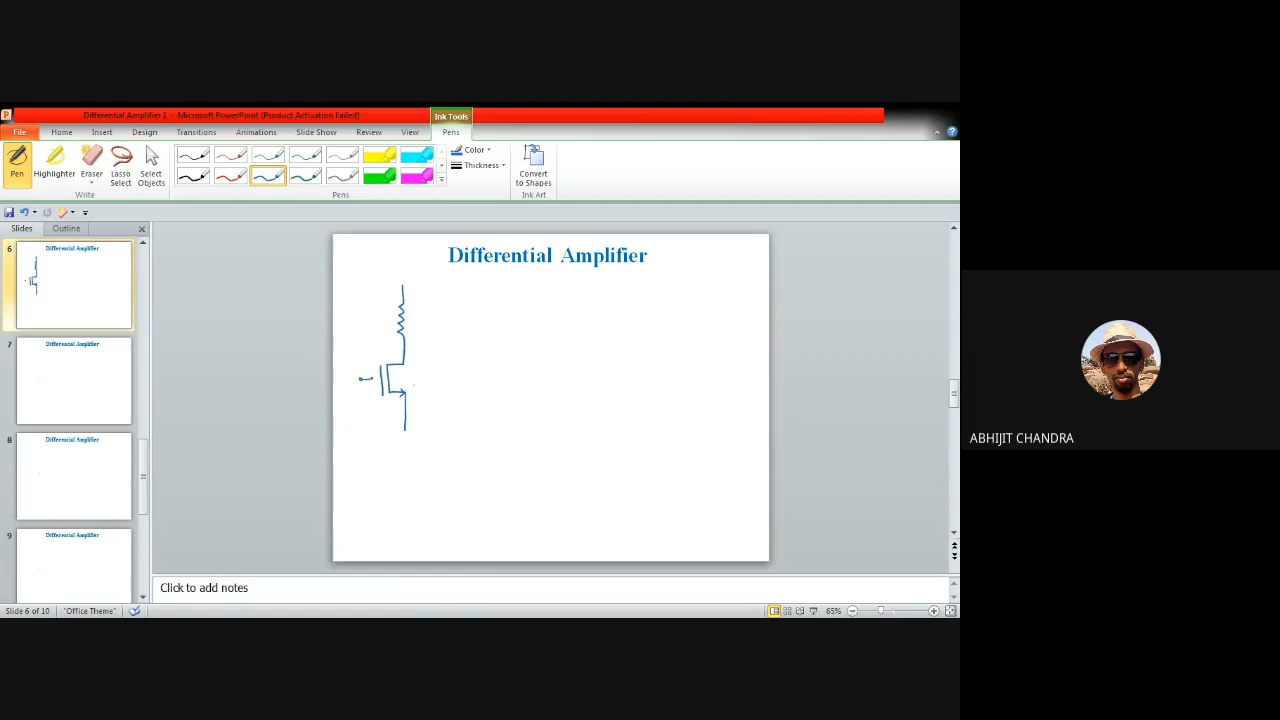 Differential Amplifier 1 - Microsoft PowerPoint (Product Activation Failed)
Ink Tools
File
Home
Insert
Design
Transitions
Animations
Slide Show
Review
View
Pens
Pen
Highlighter
Eraser
Lasso Select
Select Objects
Color
Thickness
Convert to Shapes
Write
Pens
Ink Art
Slides
Outline
6
Differential Amplifier
7
Differential Amplifier
8
Differential Amplifier
9
Differential Amplifier
Differential Amplifier
ABHIJIT CHANDRA
Click to add notes
Slide 6 of 10
"Office Theme"
65%